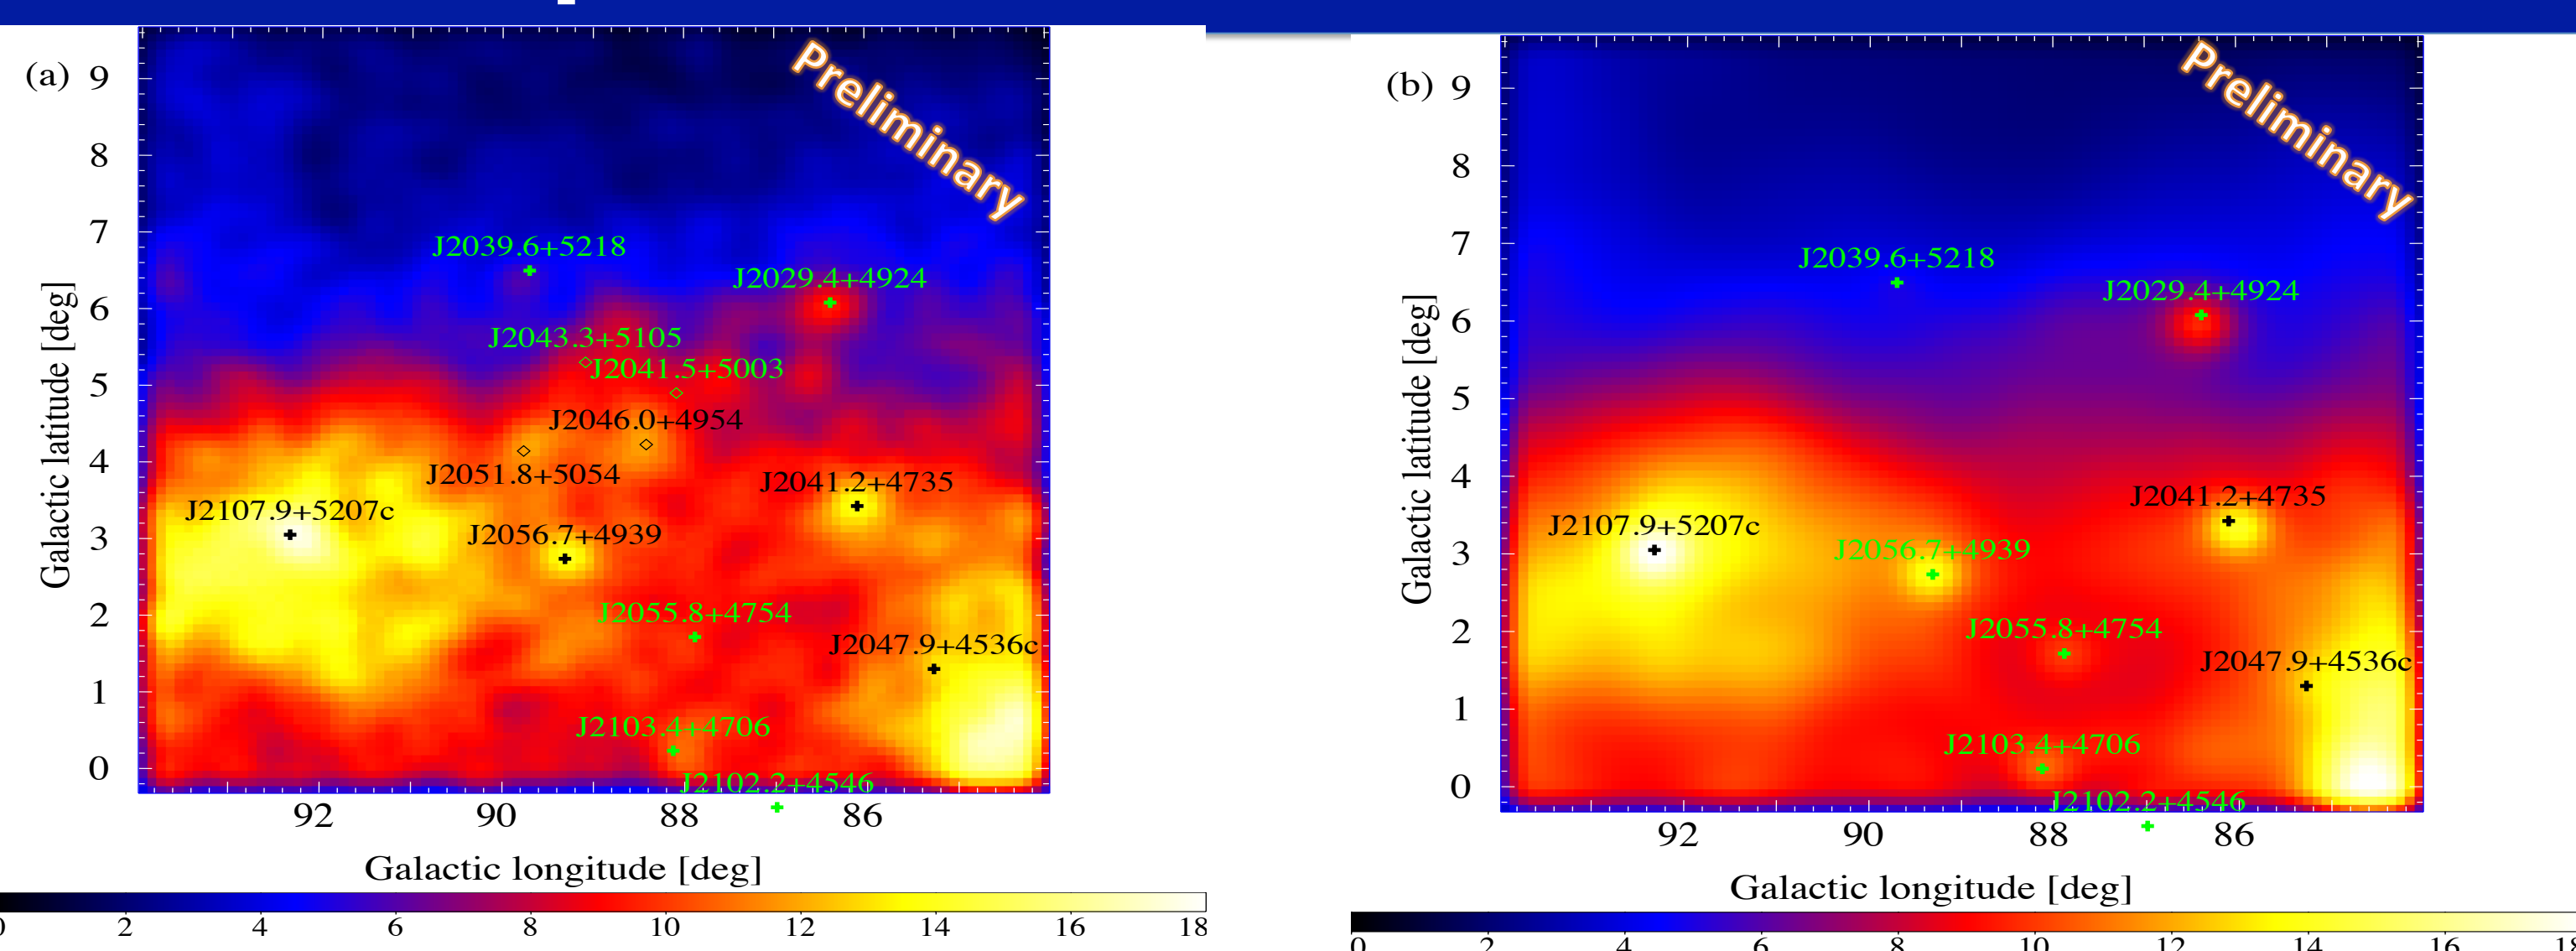 (a)
Preliminary
9
8
7
6
5
4
3
2
1
0
Galactic latitude [deg]
J2039.6+5218
J2029.4+4924
J2043.3+5105
J2041.5+5003
J2046.0+4954
J2051.8+5054
J2041.2+4735
J2107.9+5207c
J2056.7+4939
J2055.8+4754
J2047.9+4536c
J2103.4+4706
J2102.2+4546
92 90 88 86
Galactic longitude [deg]
0 2 4 6 8 10 12 14 16 18
(b)
Preliminary
9
8
7
6
5
4
3
2
1
0
Galactic latitude [deg]
J2039.6+5218
J2029.4+4924
J2041.2+4735
J2107.9+5207c
J2056.7+4939
J2055.8+4754
J2047.9+4536c
J2103.4+4706
J2102.2+4546
92 90 88 86
Galactic longitude [deg]
0 2 4 6 8 10 12 14 16 18